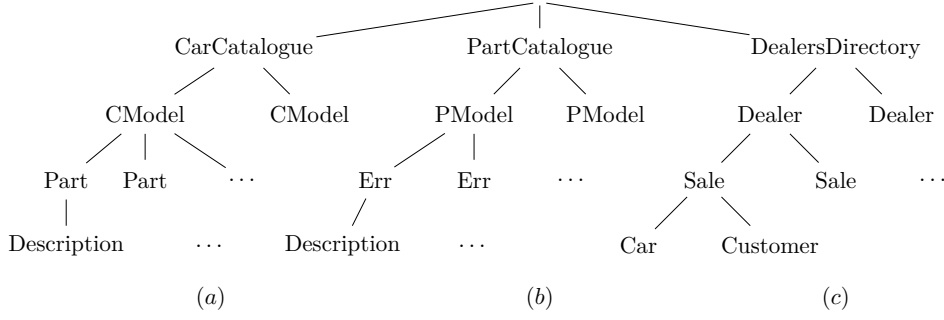 CarCatalogue PartCatalogue DealersDirectory
CModel CModel PModel PModel Dealer Dealer
Part Part ... Err Err ... Sale Sale ...
Description ... Description ... Car Customer
(a) (b) (c)